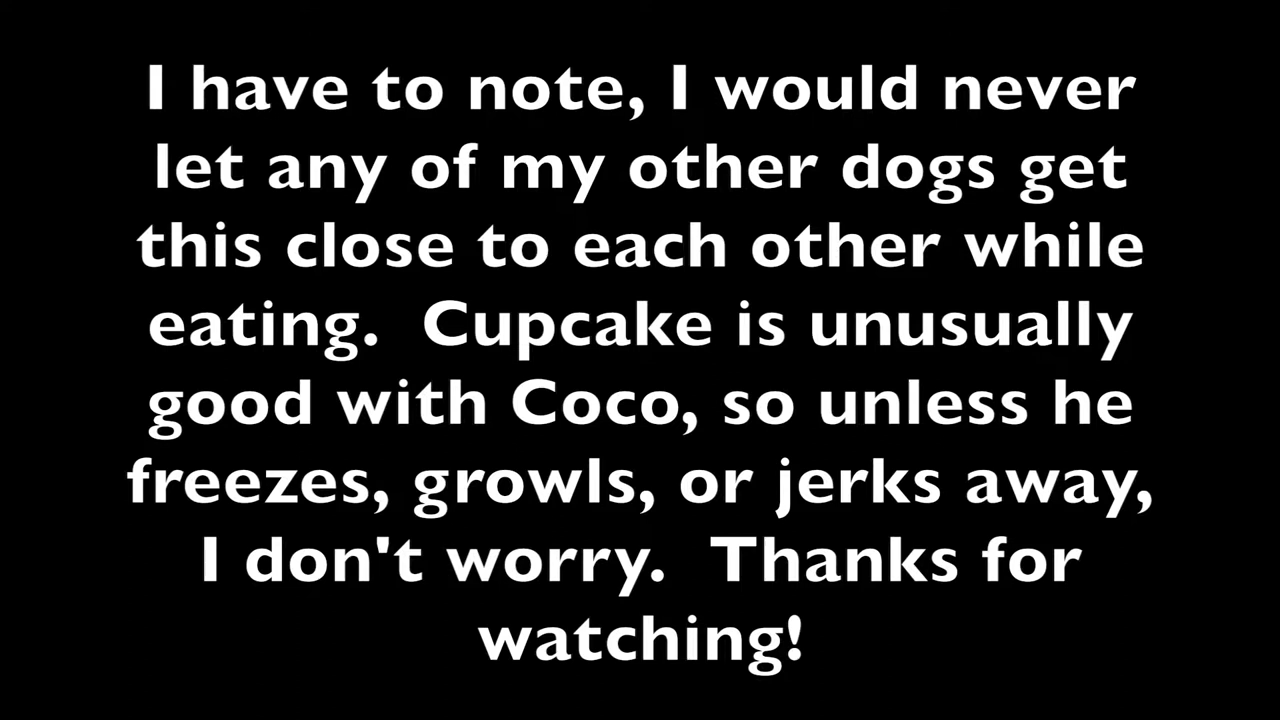 I have to note, I would never
let any of my other dogs get
this close to each other while
eating.  Cupcake is unusually
good with Coco, so unless he
freezes, growls, or jerks away,
I don't worry.  Thanks for
watching!